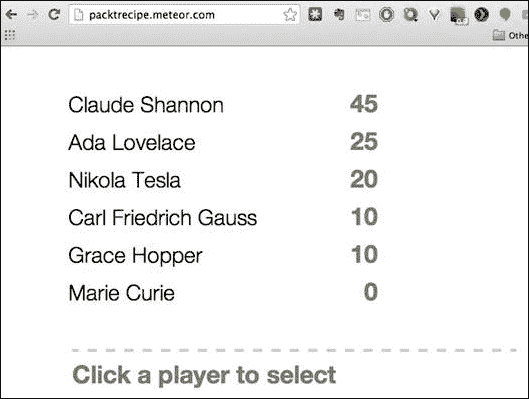 packtrecipe.meteor.com
Othe
Claude Shannon 45
Ada Lovelace 25
Nikola Tesla 20
Carl Friedrich Gauss 10
Grace Hopper 10
Marie Curie 0
Click a player to select